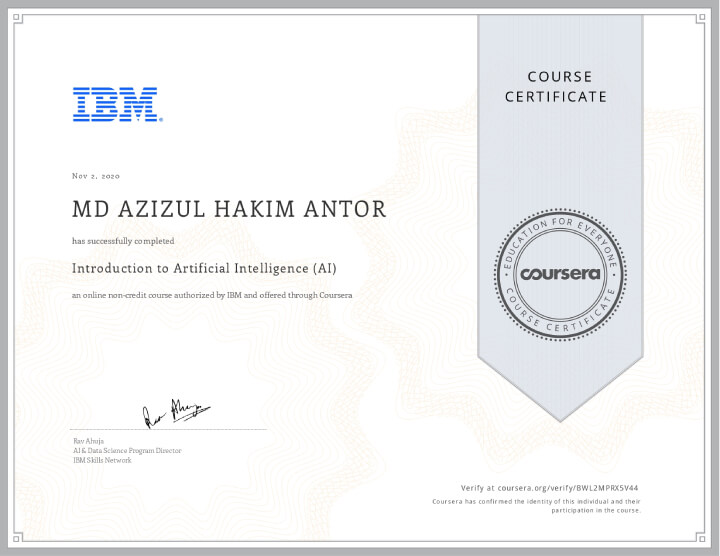 IBM
COURSE
CERTIFICATE
Nov 2, 2020
MD AZIZUL HAKIM ANTOR
has successfully completed
Introduction to Artificial Intelligence (AI)
an online non-credit course authorized by IBM and offered through Coursera
EDUCATION FOR EVERYONE
coursera
COURSE CERTIFICATE
Rav Ahuja
Rav Ahuja
AI & Data Science Program Director
IBM Skills Network
Verify at coursera.org/verify/BWL2MPRX5V44
Coursera has confirmed the identity of this individual and their
participation in the course.